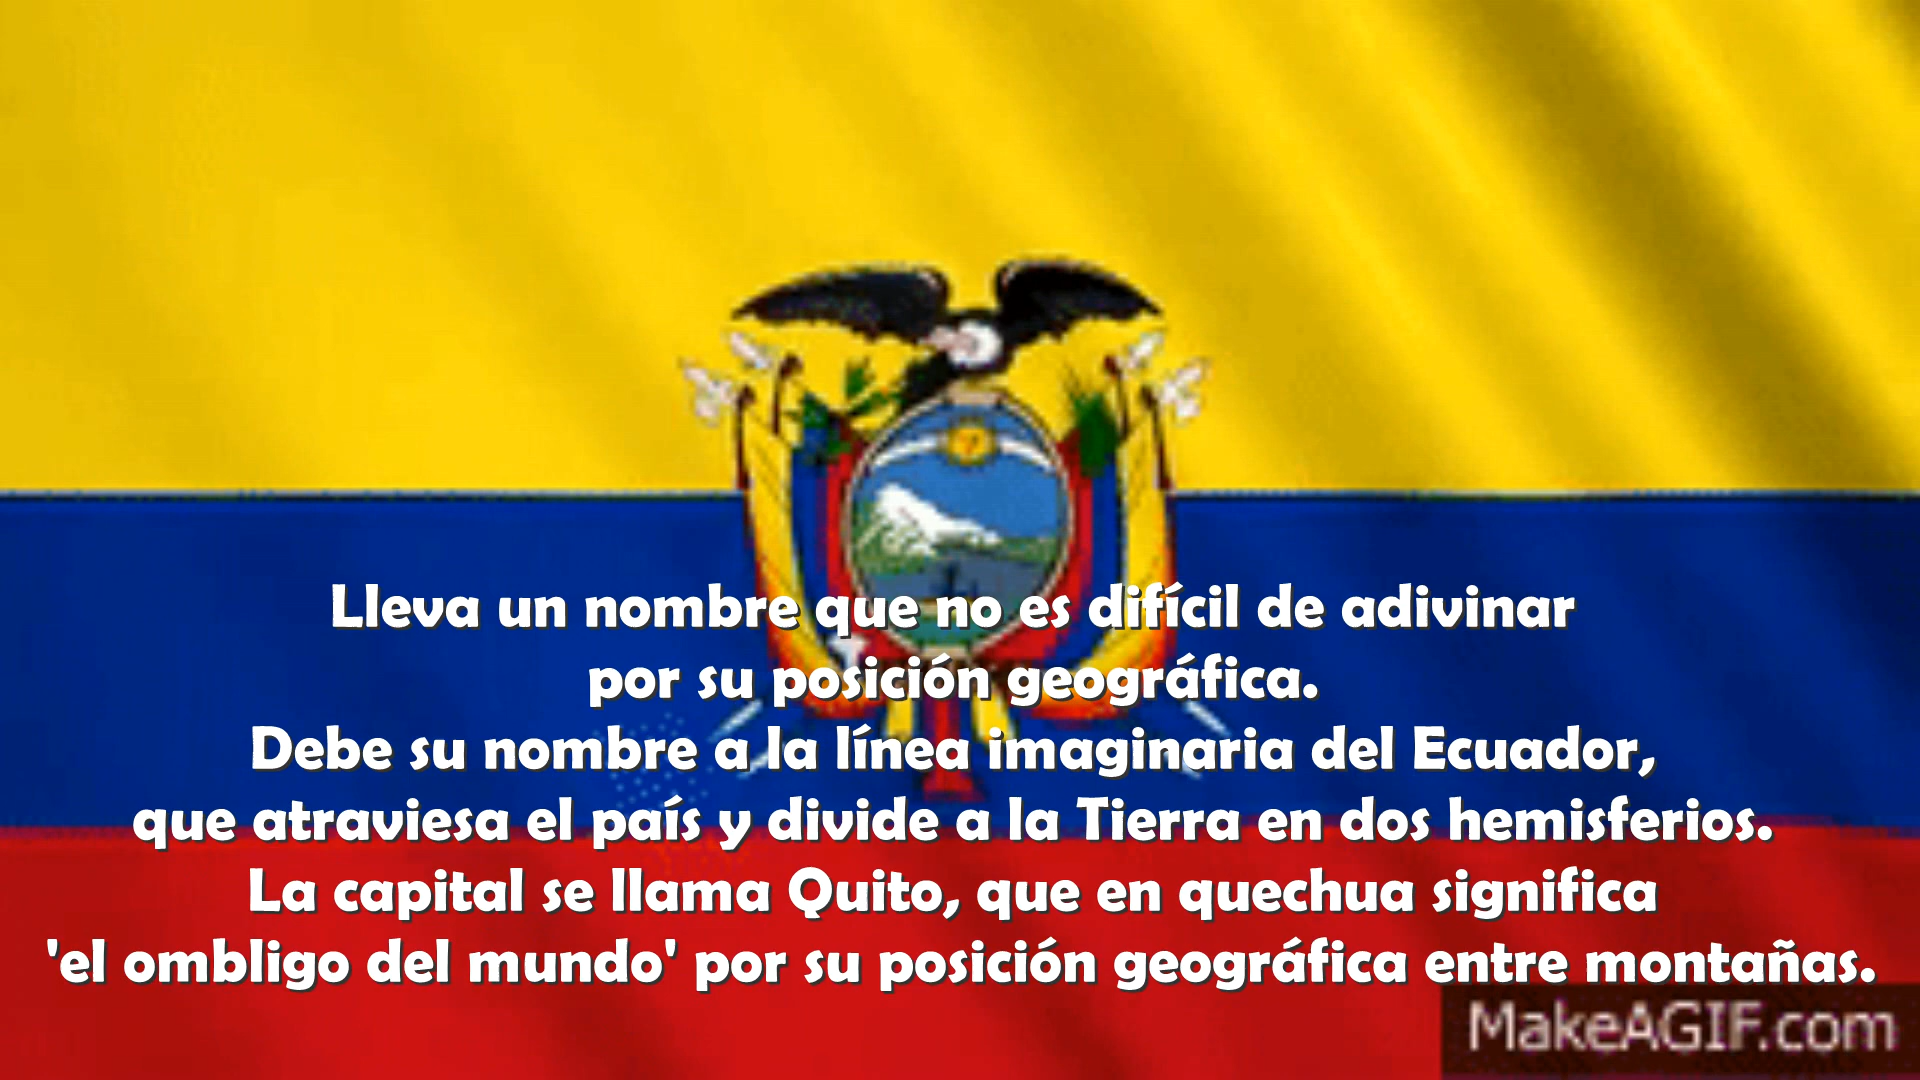 Lleva un nombre que no es difícil de adivinar
por su posición geográfica.
Debe su nombre a la línea imaginaria del Ecuador,
que atraviesa el país y divide a la Tierra en dos hemisferios.
La capital se llama Quito, que en quechua significa
'el ombligo del mundo' por su posición geográfica entre montañas.
MakeAGIF.com